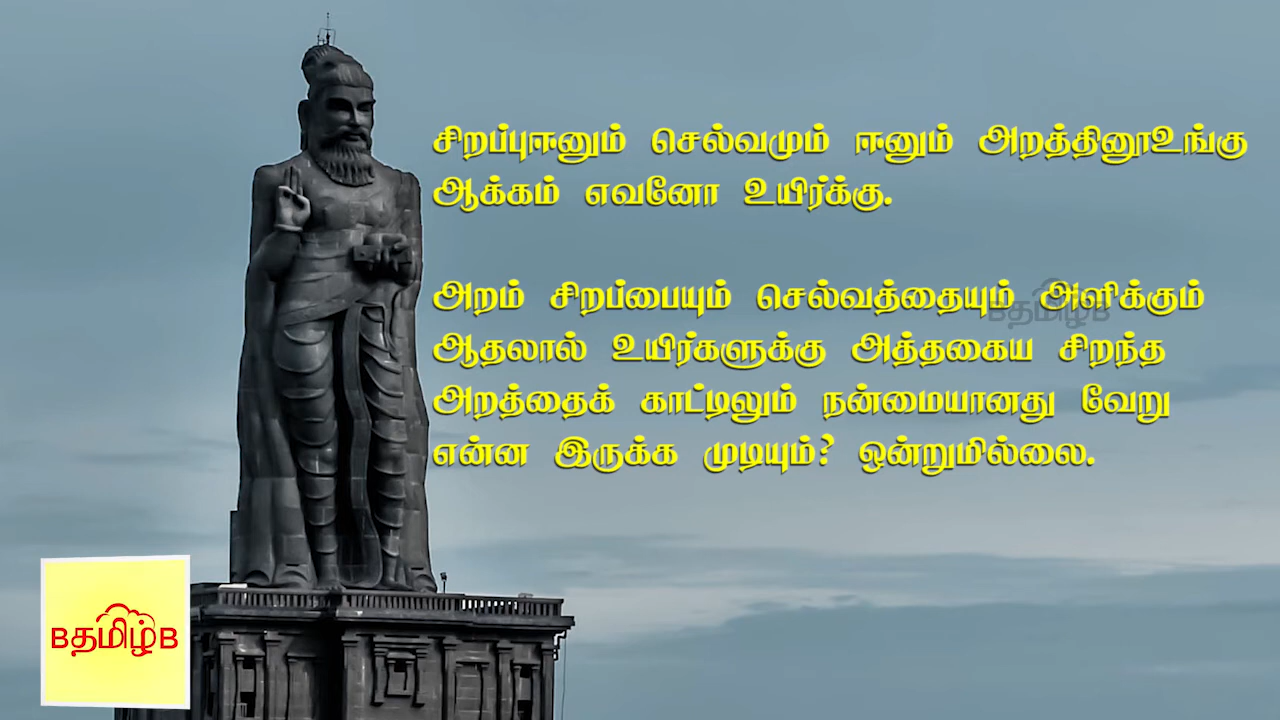 சிறப்புஈனும் செல்வமும் ஈனும் அறத்தினூஉங்கு
ஆக்கம் எவனோ உயிர்க்கு.
அறம் சிறப்பையும் செல்வத்தையும் அளிக்கும்
ஆதலால் உயிர்களுக்கு அத்தகைய சிறந்த
அறத்தைக் காட்டிலும் நன்மையானது வேறு
என்ன இருக்க முடியும்? ஒன்றுமில்லை.
Bதமிழ்B
Bதமிழ்B